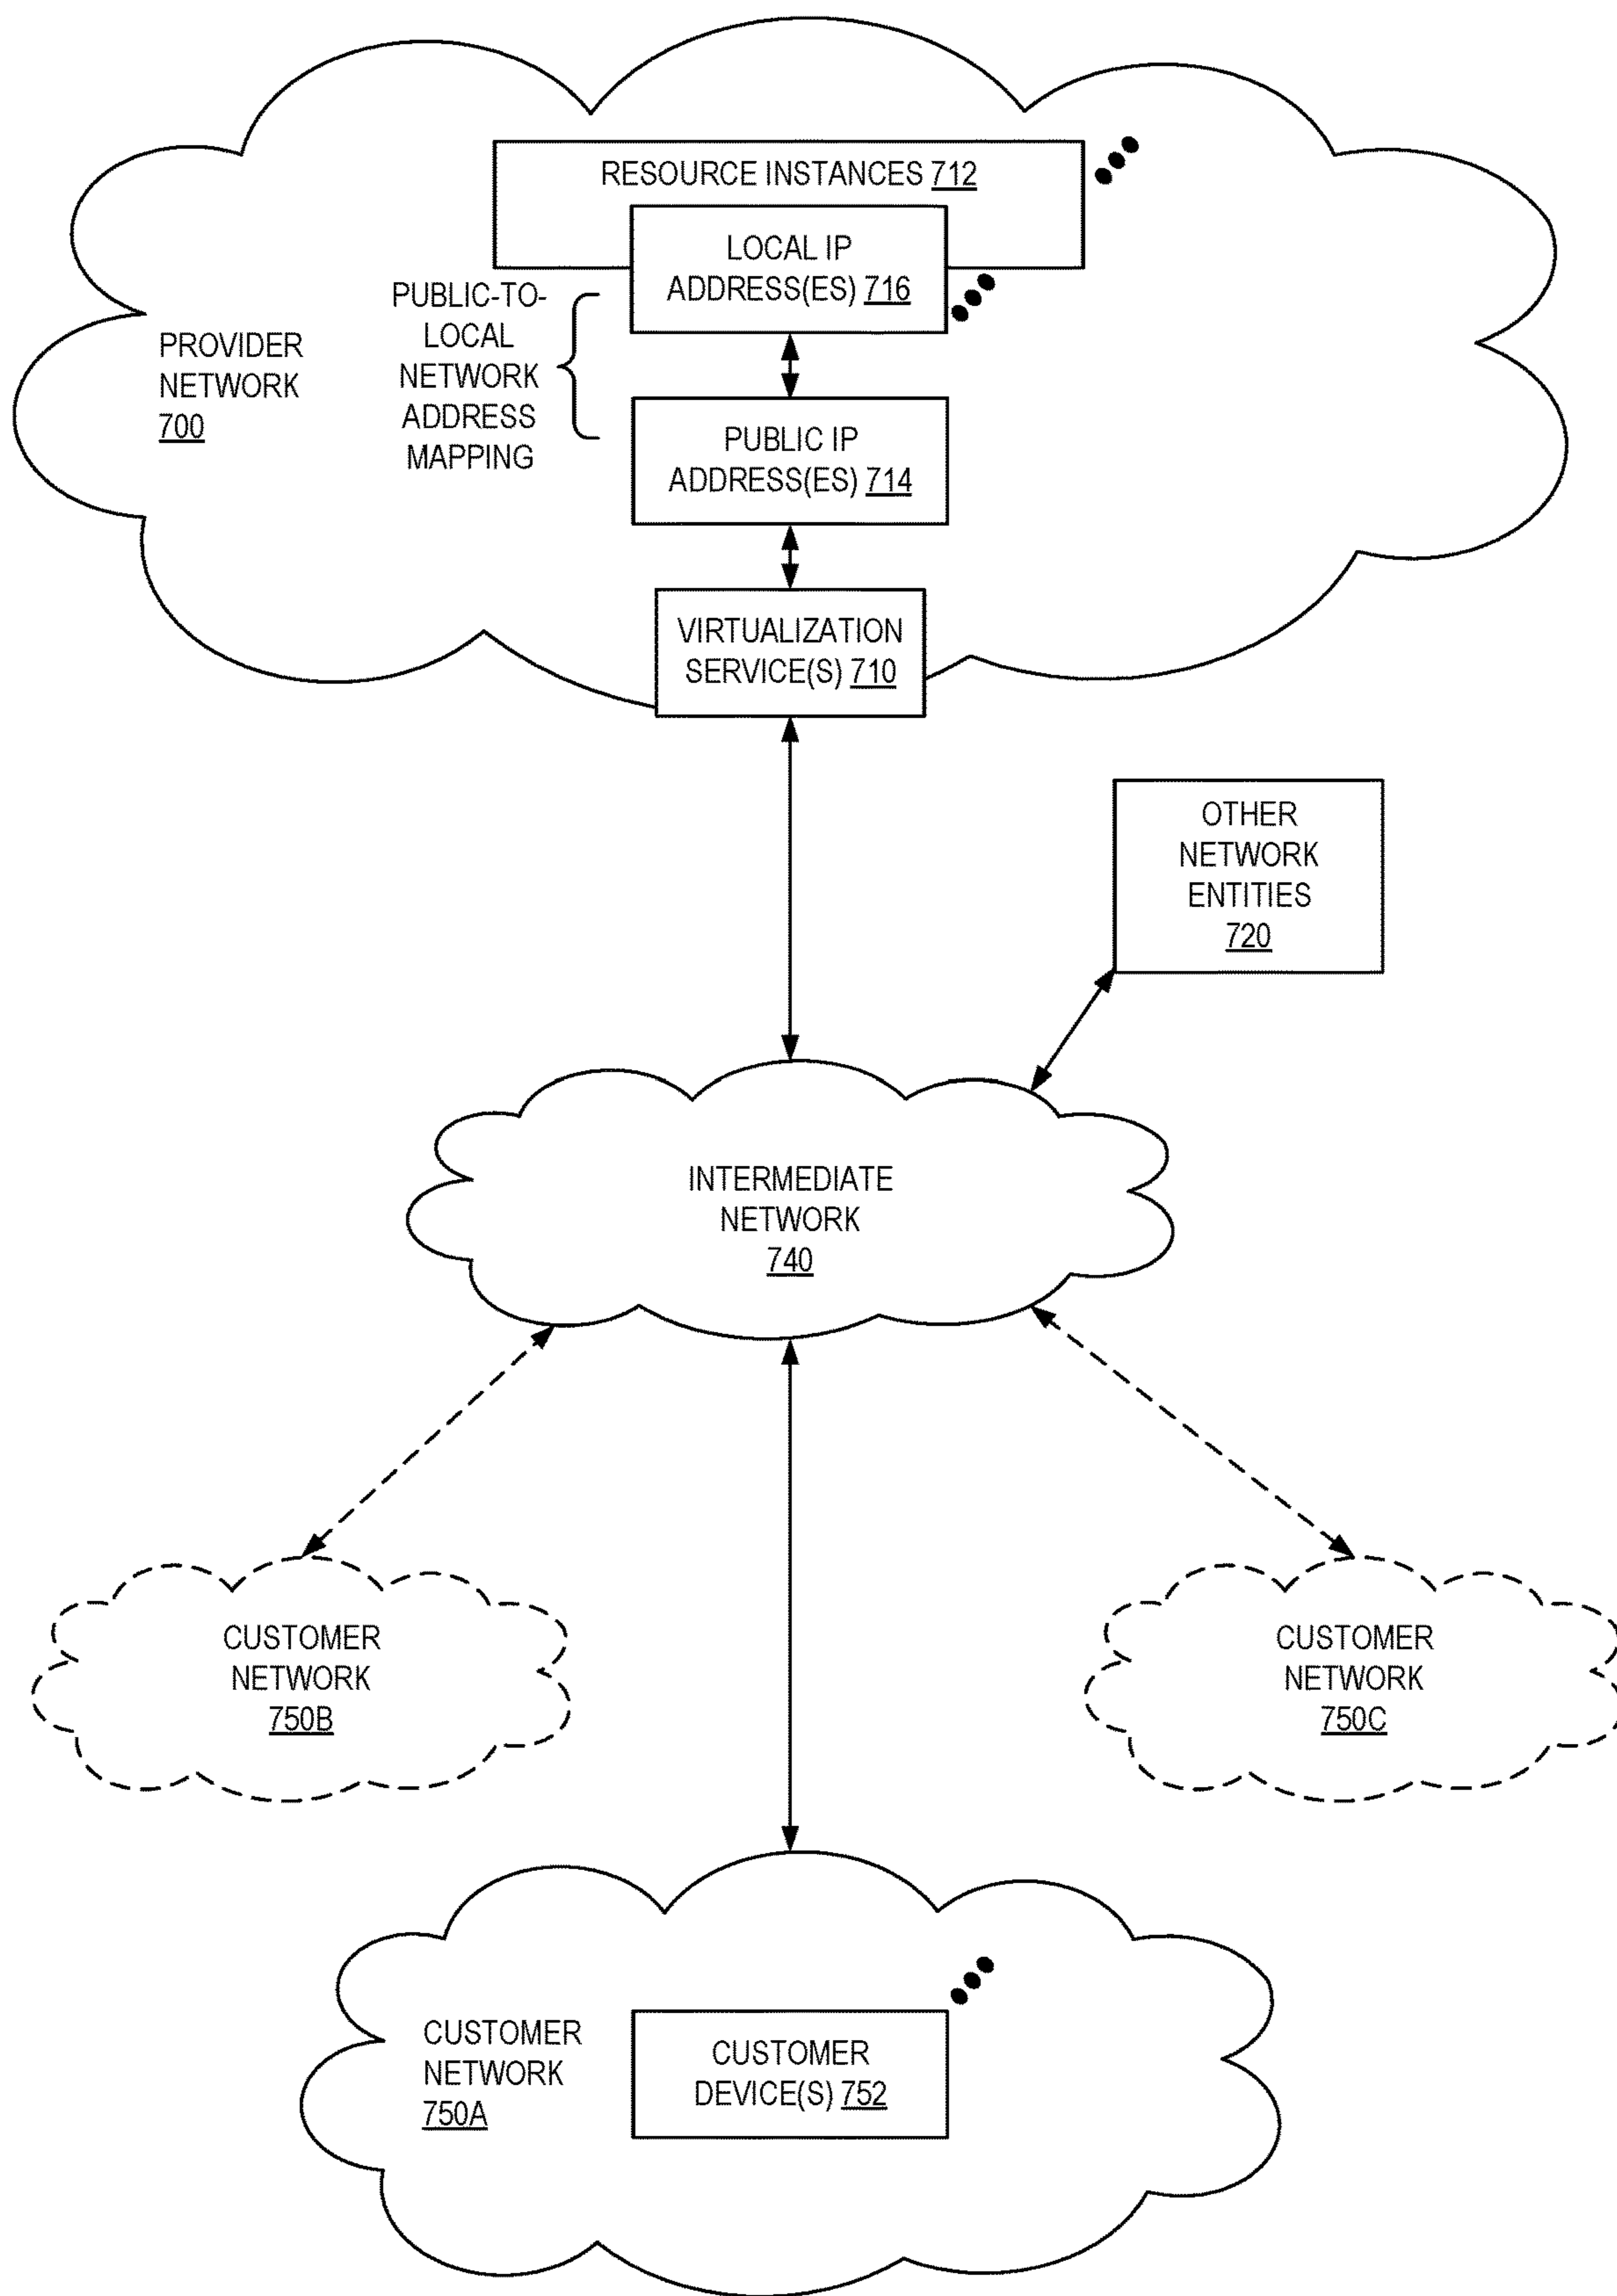 RESOURCE INSTANCES 712
LOCAL IP
ADDRESS(ES) 716
PUBLIC-TO-
LOCAL
NETWORK
ADDRESS
MAPPING
PROVIDER
NETWORK
700
PUBLIC IP
ADDRESS(ES) 714
VIRTUALIZATION
SERVICE(S) 710
OTHER
NETWORK
ENTITIES
720
INTERMEDIATE
NETWORK
740
CUSTOMER
NETWORK
750B
CUSTOMER
NETWORK
750C
CUSTOMER
NETWORK
750A
CUSTOMER
DEVICE(S) 752